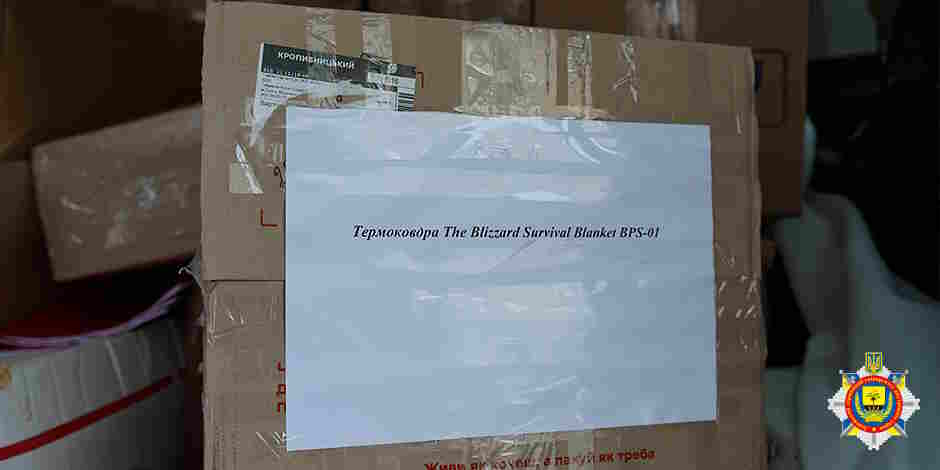 КРОПИВНИЦЬКИЙ
Термоковдра The Blizzard Survival Blanket BPS-01
Живи як хочеш, а пакуй як треба